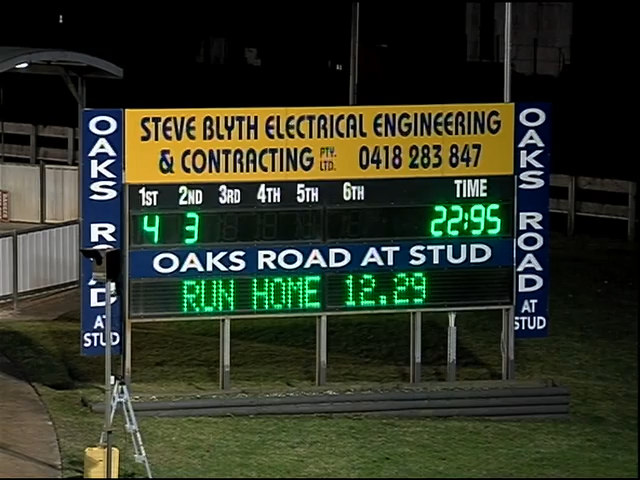 STEVE BLYTH ELECTRICAL ENGINEERING
& CONTRACTING PTY. LTD. 0418 283 847
1ST 2ND 3RD 4TH 5TH 6TH TIME
4 3 22:95
OAKS ROAD AT STUD
RUN HOME 12.29
OAKS ROAD AT STUD
OAKS ROAD AT STUD